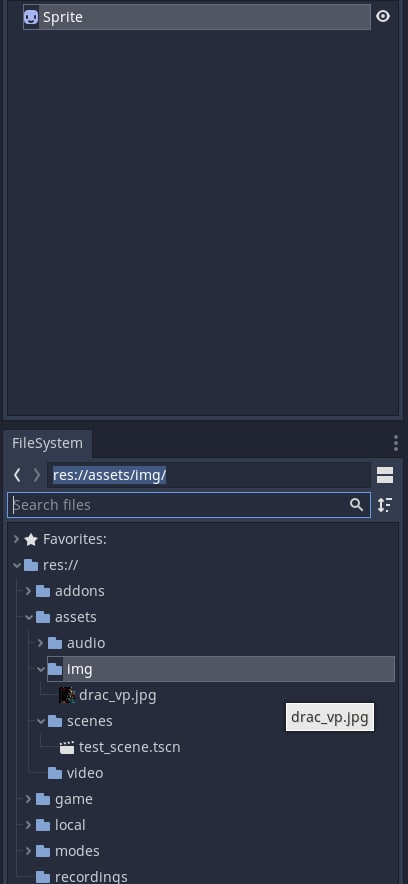 Sprite
FileSystem
res://assets/img/
Search files
Favorites:
res://
addons
assets
audio
img
drac_vp.jpg
drac_vp.jpg
scenes
test_scene.tscn
video
game
local
modes
recordings